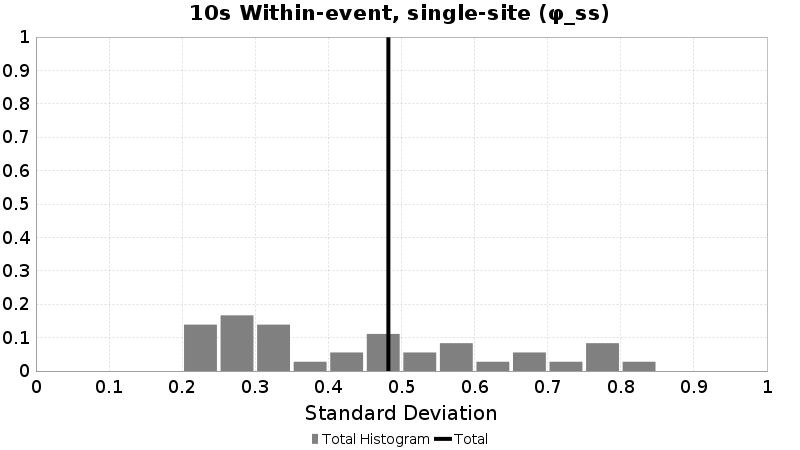 10s Within-event, single-site (φ_ss)
1
0.9
0.8
0.7
0.6
0.5
0.4
0.3
0.2
0.1
0
0 0.1 0.2 0.3 0.4 0.5 0.6 0.7 0.8 0.9 1
Standard Deviation
Total Histogram Total